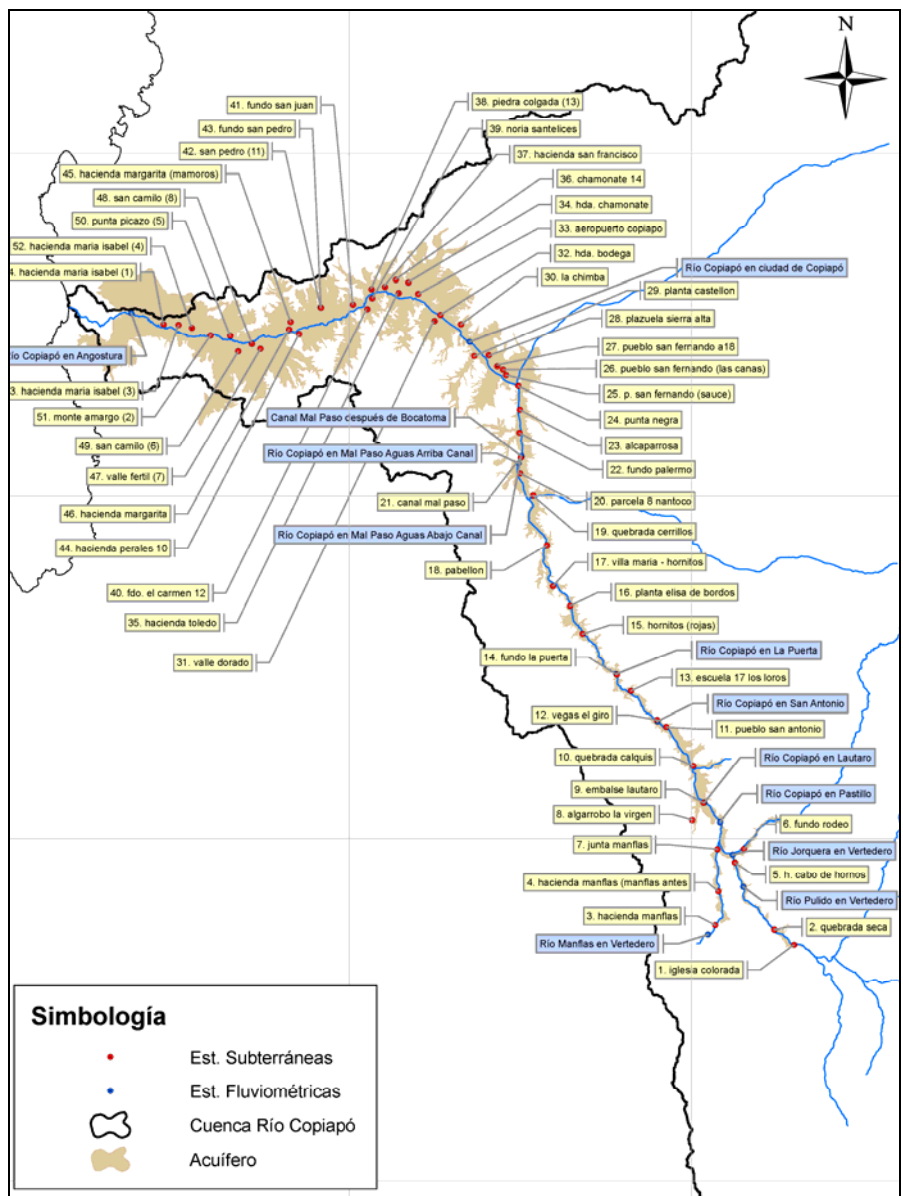 N
41. fundo san juan
43. fundo san pedro
42. san pedro (11)
45. hacienda margarita (mamoros)
48. san camilo (8)
50. punta picazo (5)
52. hacienda maria isabel (4)
4. hacienda maria isabel (1)
38. piedra colgada (13)
39. noria santelices
37. hacienda san francisco
36. chamonate 14
34. hda. chamonate
33. aeropuerto copiapo
32. hda. bodega
30. la chimba
Río Copiapó en ciudad de Copiapó
29. planta castellon
28. plazuela sierra alta
27. pueblo san fernando a18
26. pueblo san fernando (las canas)
25. p. san fernando (sauce)
24. punta negra
23. alcaparrosa
22. fundo palermo
20. parcela 8 nantoco
19. quebrada cerrillos
17. villa maria - hornitos
16. planta elisa de bordos
15. hornitos (rojas)
Río Copiapó en La Puerta
13. escuela 17 los loros
Río Copiapó en San Antonio
11. pueblo san antonio
Río Copiapó en Lautaro
Río Copiapó en Pastillo
6. fundo rodeo
Río Jorquera en Vertedero
5. h. cabo de hornos
Río Pulido en Vertedero
2. quebrada seca
ío Copiapó en Angostura
3. hacienda maria isabel (3)
51. monte amargo (2)
49. san camilo (6)
47. valle fertil (7)
46. hacienda margarita
44. hacienda perales 10
40. fdo. el carmen 12
35. hacienda toledo
31. valle dorado
Canal Mal Paso después de Bocatoma
Río Copiapó en Mal Paso Aguas Arriba Canal
21. canal mal paso
Río Copiapó en Mal Paso Aguas Abajo Canal
18. pabellon
14. fundo la puerta
12. vegas el giro
10. quebrada calquis
9. embalse lautaro
8. algarrobo la virgen
7. junta manflas
4. hacienda manflas (manflas antes
3. hacienda manflas
Río Manflas en Vertedero
1. iglesia colorada
Simbología
Est. Subterráneas
Est. Fluviométricas
Cuenca Río Copiapó
Acuífero